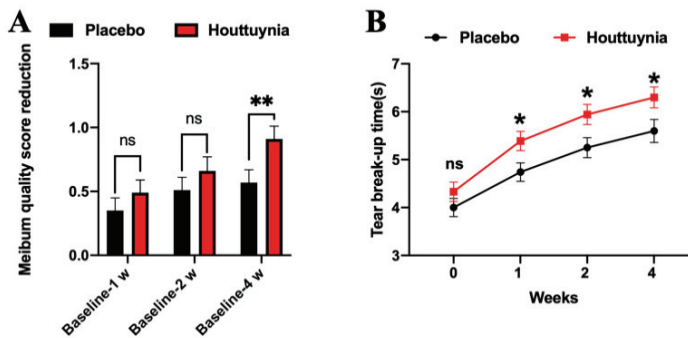 A
Placebo Houttuynia
Meibum quality score reduction
1.5
1.0
0.5
0.0
ns
ns
**
Baseline-1 w
Baseline-2 w
Baseline-4 w
B
Placebo Houttuynia
Tear break-up time(s)
7
6
5
4
3
ns
*
*
*
0 1 2 4
Weeks